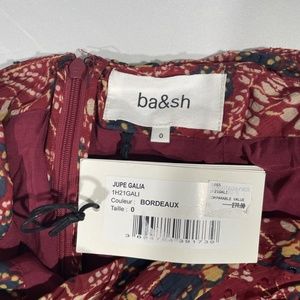 ba&sh
0
JUPE GALIA
1H21GALI
Couleur : BORDEAUX
Taille : 0
COMPARABLE VALUE